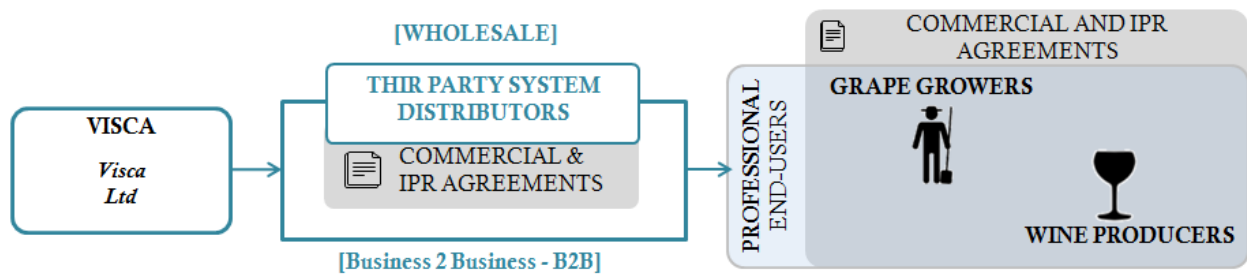 VISCA
Visca
Ltd
[WHOLESALE]
THIR PARTY SYSTEM
DISTRIBUTORS
COMMERCIAL &
IPR AGREEMENTS
[Business 2 Business - B2B]
PROFESSIONAL
END-USERS
COMMERCIAL AND IPR
AGREEMENTS
GRAPE GROWERS
WINE PRODUCERS